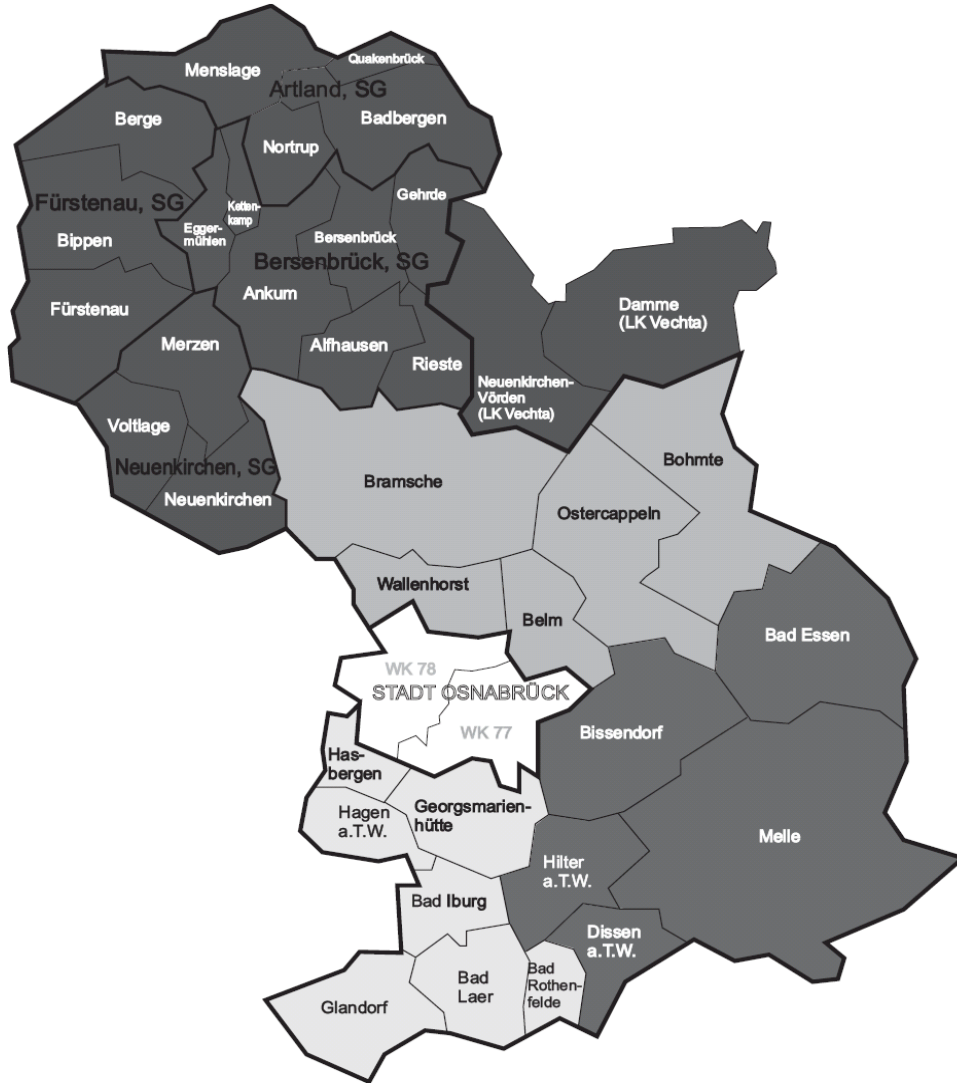 Quakenbrück
Menslage
Artland, SG
Berge
Badbergen
Nortrup
Gehrde
Fürstenau, SG
Ketten-
kamp
Egger-
mühlen
Bersenbrück
Bippen
Bersenbrück, SG
Ankum
Fürstenau
Damme
(LK Vechta)
Merzen
Alfhausen
Rieste
Neuenkirchen-
Vörden
(LK Vechta)
Voltlage
Neuenkirchen, SG
Neuenkirchen
Bramsche
Bohmte
Ostercappeln
Wallenhorst
Belm
Bad Essen
WK 78
STADT OSNABRÜCK
WK 77
Bissendorf
Has-
bergen
Hagen
a.T.W.
Georgsmarien-
hütte
Melle
Hilter
a.T.W.
Bad Iburg
Dissen
a.T.W.
Bad
Laer
Bad
Rothen-
felde
Glandorf